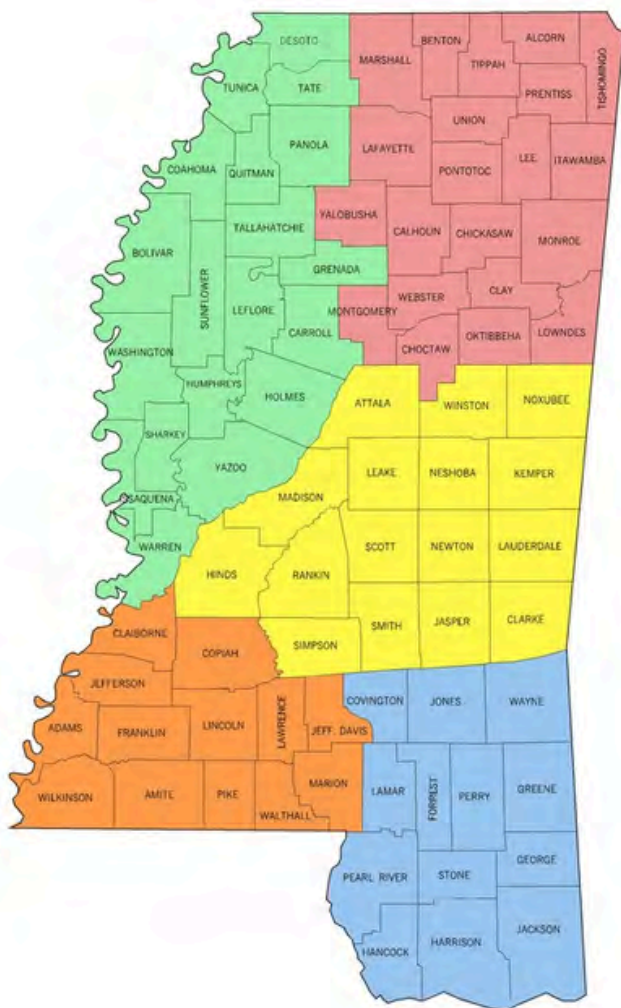 DESOTO
BENTON
ALCORN
MARSHALL
TIPPAH
TISHOMINGO
TUNICA
TATE
PRENTISS
UNION
PANOLA
LAFAYETTE
LEE
ITAWAMBA
COAHOMA
QUITMAN
PONTOTOC
YALOBUSHA
TALLAHATCHIE
CALHOUN
CHICKASAW
MONROE
BOLIVAR
SUNFLOWER
GRENADA
LEFLORE
CLAY
WEBSTER
MONTGOMERY
CARROLL
OKTIBBEHA
LOWNDES
CHOCTAW
WASHINGTON
HUMPHREYS
HOLMES
ATTALA
WINSTON
NOXUBEE
SHARKEY
YAZOO
LEAKE
NESHOBA
KEMPER
MADISON
SSAQUENA
WARREN
SCOTT
NEWTON
LAUDERDALE
HINDS
RANKIN
SMITH
JASPER
CLARKE
CLAIBORNE
SIMPSON
COPIAH
JEFFERSON
COVINGTON
JONES
WAYNE
ADAMS
FRANKLIN
LINCOLN
LAWRENCE
JEFF. DAVIS
MARION
LAMAR
FORREST
PERRY
GREENE
WILKINSON
AMITE
PIKE
WALTHALL
GEORGE
PEARL RIVER
STONE
JACKSON
HANCOCK
HARRISON